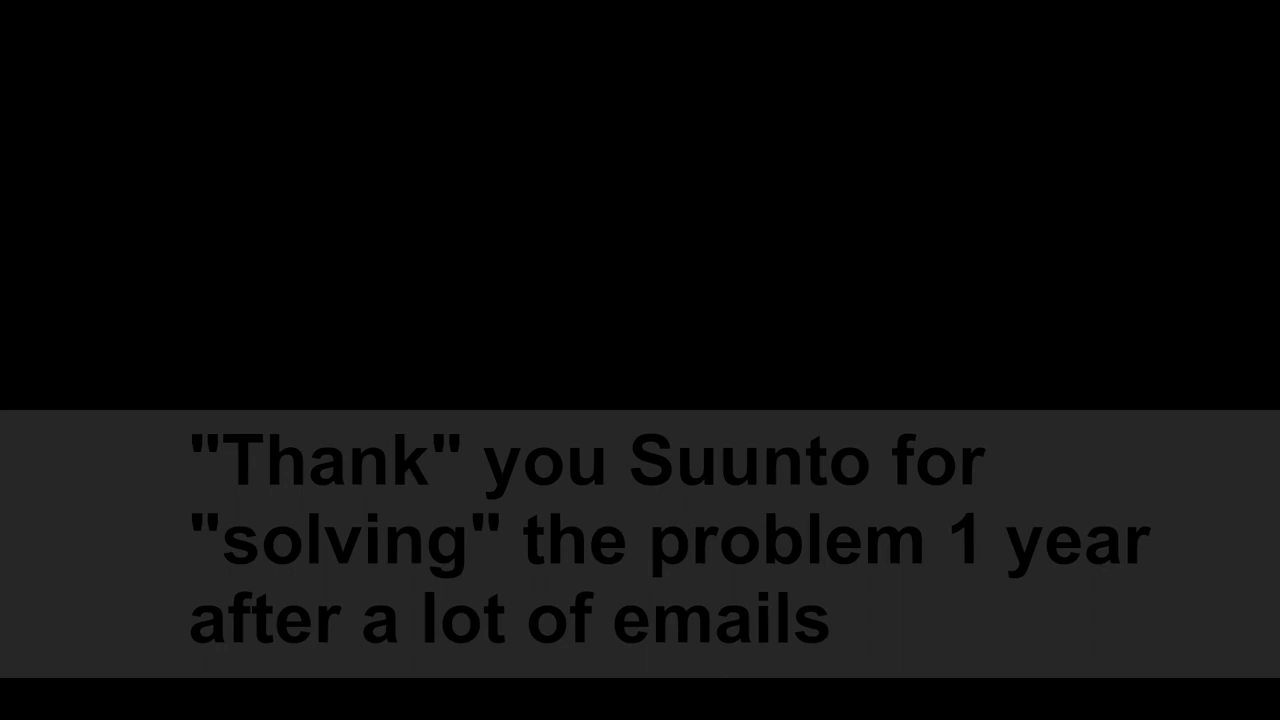 "Thank" you Suunto for
"solving" the problem 1 year
after a lot of emails